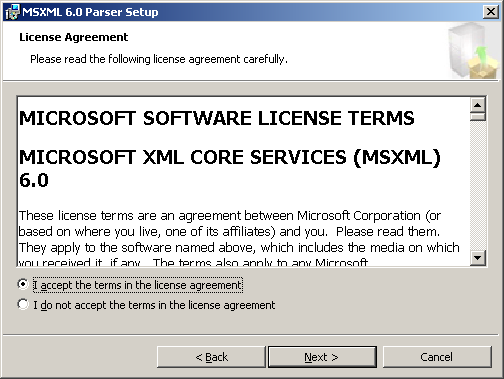 MSXML 6.0 Parser Setup
License Agreement
Please read the following license agreement carefully.
MICROSOFT SOFTWARE LICENSE TERMS
MICROSOFT XML CORE SERVICES (MSXML)
6.0
These license terms are an agreement between Microsoft Corporation (or
based on where you live, one of its affiliates) and you.  Please read them.
They apply to the software named above, which includes the media on which
you received it, if any.  The terms also apply to any Microsoft
I accept the terms in the license agreement
I do not accept the terms in the license agreement
< Back Next > Cancel